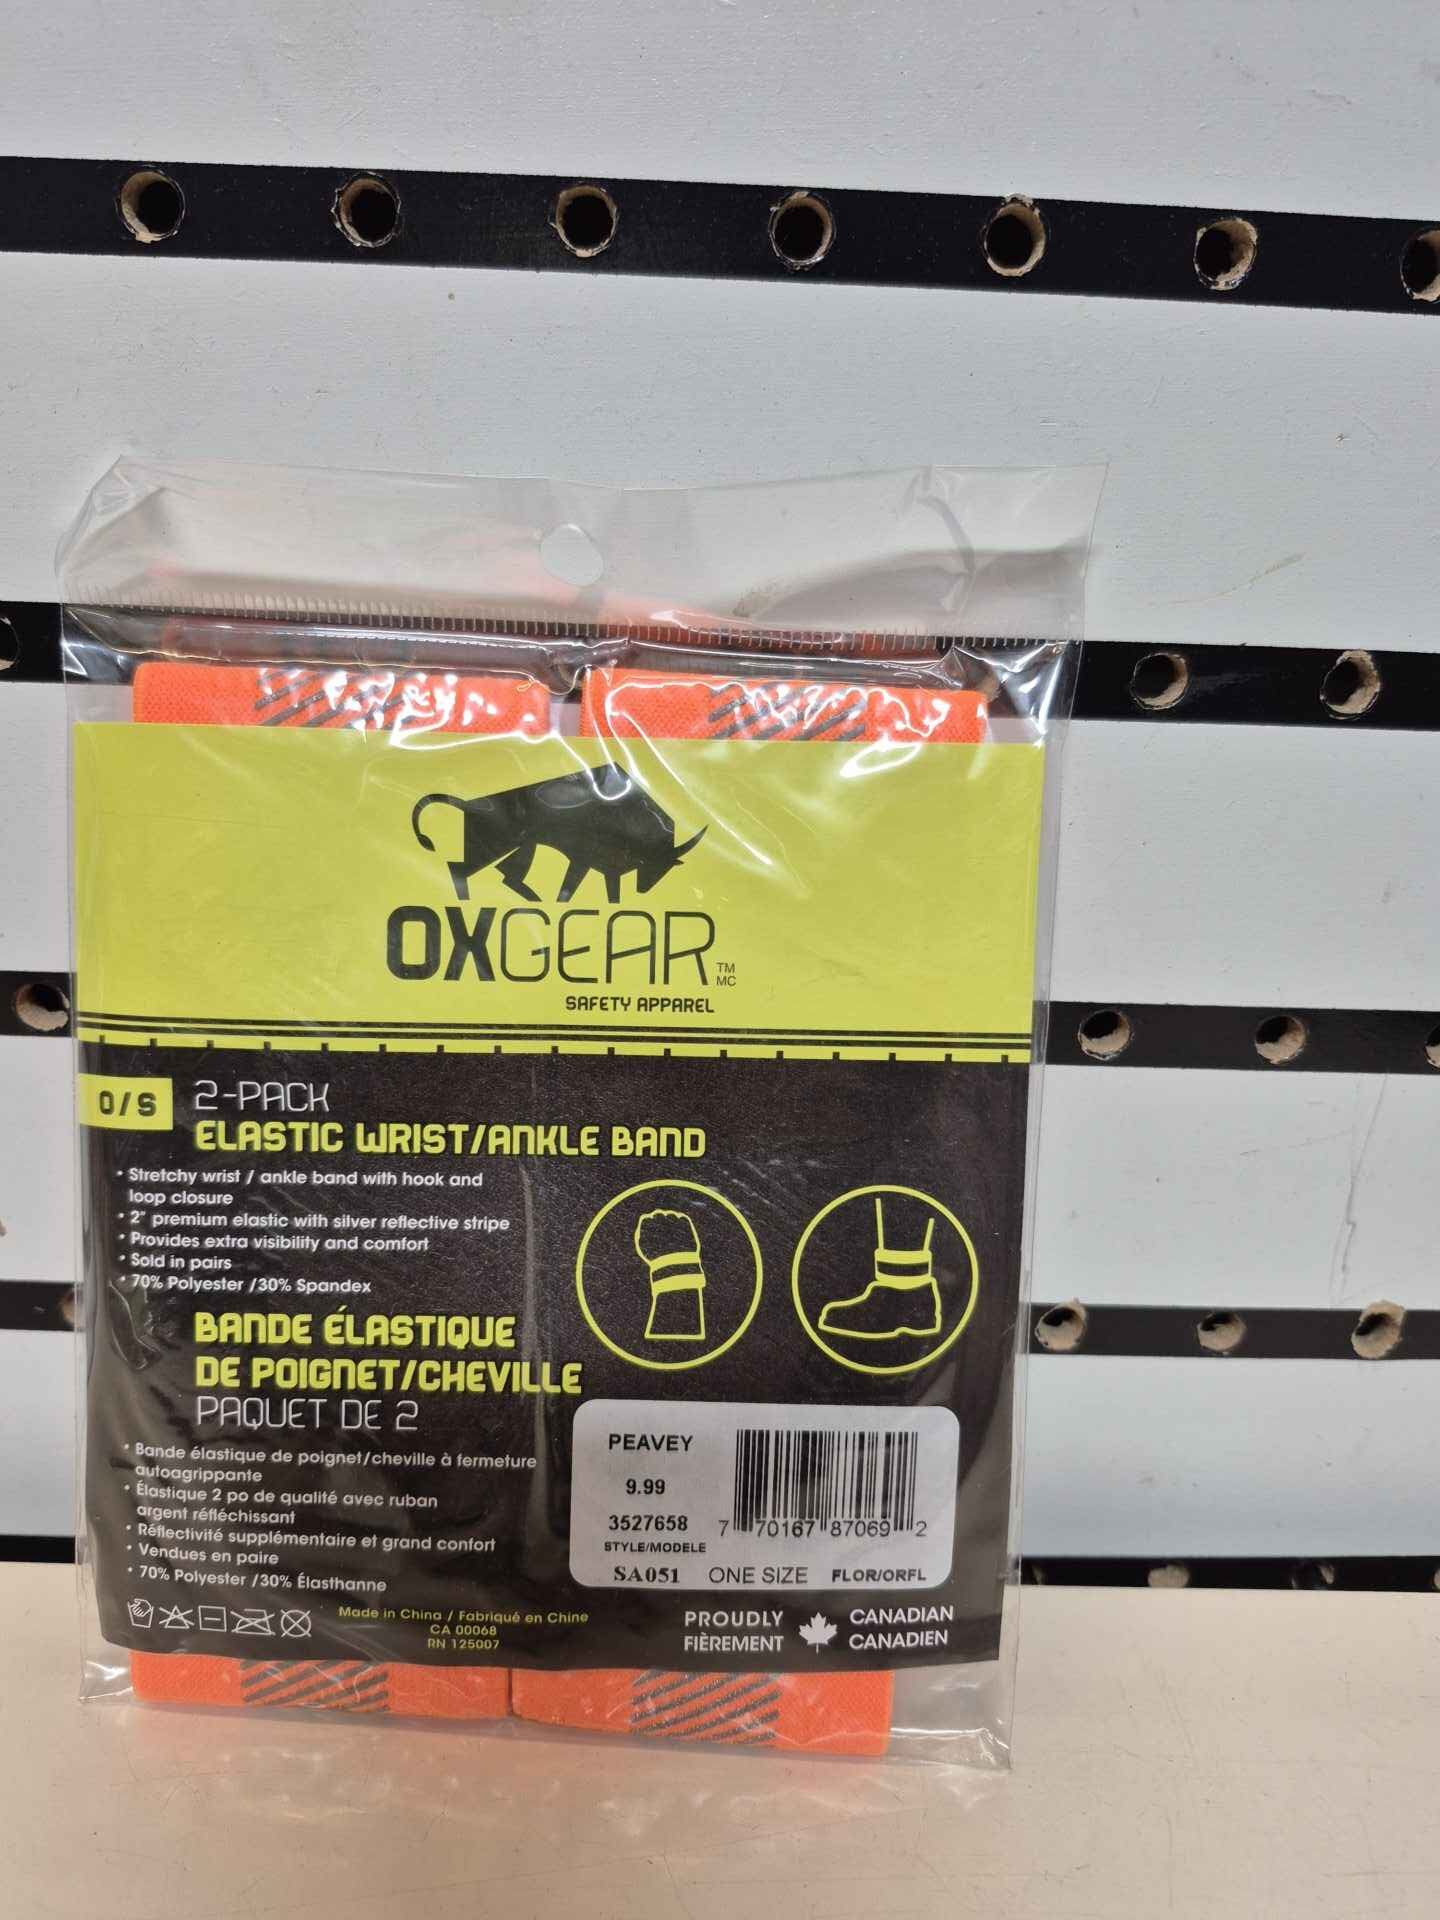 OXGEAR TM MC
SAFETY APPAREL
O/S
2-PACK
ELASTIC WRIST/ANKLE BAND
• Stretchy wrist / ankle band with hook and
loop closure
• 2" premium elastic with silver reflective stripe
• Provides extra visibility and comfort
• Sold in pairs
• 70% Polyester /30% Spandex
BANDE ÉLASTIQUE
DE POIGNET/CHEVILLE
PAQUET DE 2
• Bande élastique de poignet/cheville à fermeture
autoagrippante
• Élastique 2 po de qualité avec ruban
argent réfléchissant
• Réflectivité supplémentaire et grand confort
• Vendues en paire
• 70% Polyester /30% Élasthanne
Made in China / Fabriqué en Chine
CA 00068
RN 125007
PEAVEY
9.99
3527658
7 70167 87069 2
STYLE/MODELE
SA051 ONE SIZE FLOR/ORFL
PROUDLY CANADIAN
FIÈREMENT CANADIEN